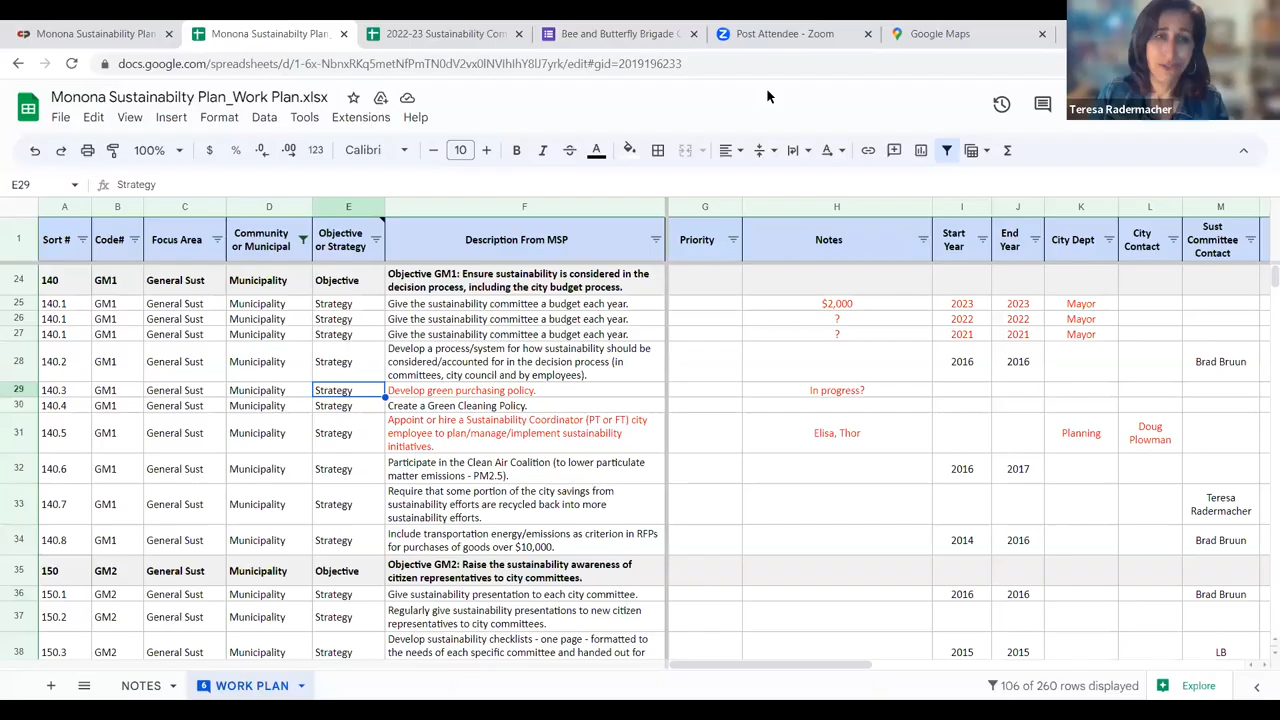 Monona Sustainability Plan
Monona Sustainabilty Plan_
2022-23 Sustainability Com
Bee and Butterfly Brigade C
Post Attendee - Zoom
Google Maps
docs.google.com/spreadsheets/d/1-6x-NbnxRKq5metNfPmTN0dV2vx0lNVIhIhY8lJ7yrk/edit#gid=2019196233
Monona Sustainabilty Plan_Work Plan.xlsx
Teresa Radermacher
File Edit View Insert Format Data Tools Extensions Help
100% $ % .0 .00 123 Calibri 10 B I S A
E29 fx Strategy
A B C D E F G H I J K L M
1 Sort # Code# Focus Area Community or Municipal Objective or Strategy Description From MSP Priority Notes Start Year End Year City Dept City Contact Sust Committee Contact
24 140 GM1 General Sust Municipality Objective Objective GM1: Ensure sustainability is considered in the
decision process, including the city budget process.
25 140.1 GM1 General Sust Municipality Strategy Give the sustainability committee a budget each year. $2,000 2023 2023 Mayor
26 140.1 GM1 General Sust Municipality Strategy Give the sustainability committee a budget each year. ? 2022 2022 Mayor
27 140.1 GM1 General Sust Municipality Strategy Give the sustainability committee a budget each year. ? 2021 2021 Mayor
Develop a process/system for how sustainability should be
28 140.2 GM1 General Sust Municipality Strategy considered/accounted for in the decision process (in 2016 2016 Brad Bruun
committees, city council and by employees).
29 140.3 GM1 General Sust Municipality Strategy Develop green purchasing policy. In progress?
30 140.4 GM1 General Sust Municipality Strategy Create a Green Cleaning Policy.
Appoint or hire a Sustainability Coordinator (PT or FT) city
31 140.5 GM1 General Sust Municipality Strategy employee to plan/manage/implement sustainability Elisa, Thor Planning Doug Plowman
initiatives.
32 140.6 GM1 General Sust Municipality Strategy Participate in the Clean Air Coalition (to lower particulate 2016 2017
matter emissions - PM2.5).
Require that some portion of the city savings from
33 140.7 GM1 General Sust Municipality Strategy sustainability efforts are recycled back into more Teresa Radermacher
sustainability efforts.
34 140.8 GM1 General Sust Municipality Strategy Include transportation energy/emissions as criterion in RFPs 2014 2016 Brad Bruun
for purchases of goods over $10,000.
35 150 GM2 General Sust Municipality Objective Objective GM2: Raise the sustainability awareness of
citizen representatives to city committees.
36 150.1 GM2 General Sust Municipality Strategy Give sustainability presentation to each city committee. 2016 2016 Brad Bruun
37 150.2 GM2 General Sust Municipality Strategy Regularly give sustainability presentations to new citizen
representatives to city committees.
Develop sustainability checklists - one page - formatted to
38 150.3 GM2 General Sust Municipality Strategy the needs of each specific committee and handed out for 2015 2015 LB
NOTES 6 WORK PLAN 106 of 260 rows displayed Explore